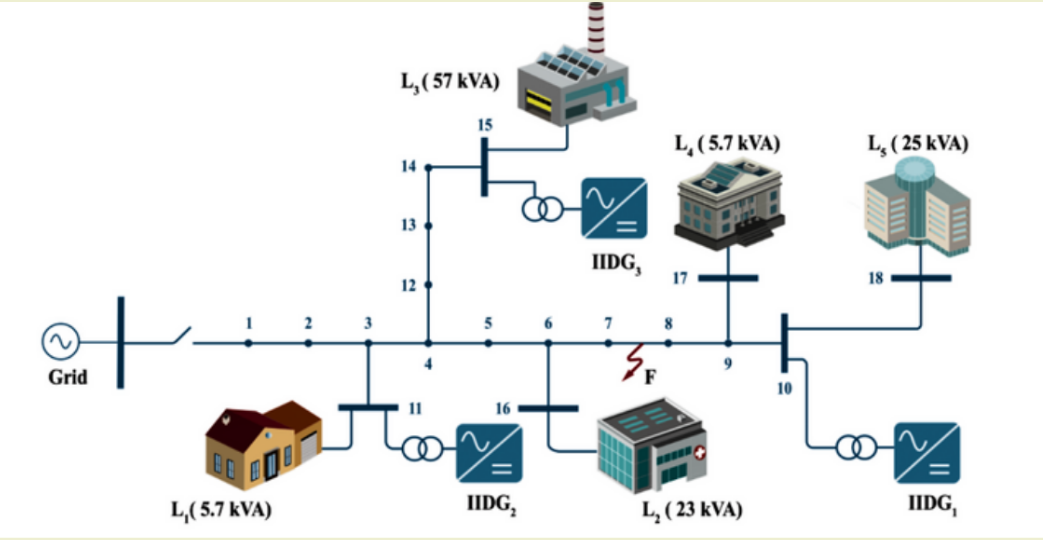 L₃ ( 57 kVA)
15
L₄ ( 5.7 kVA)
L₅ ( 25 kVA)
14
13
IIDG₃
12
17
18
1
2
3
5
6
7
8
Grid
4
F
9
10
11
16
L₁( 5.7 kVA)
IIDG₂
L₂ ( 23 kVA)
IIDG₁